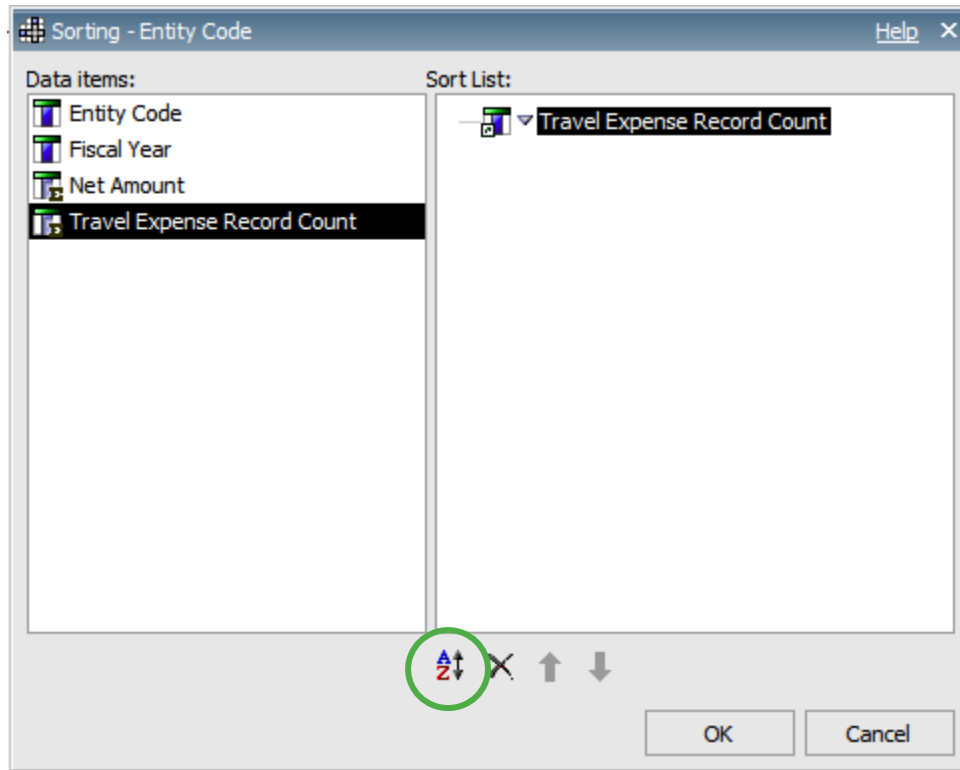 Sorting - Entity Code
Help
Data items:
Sort List:
Entity Code
Fiscal Year
Net Amount
Travel Expense Record Count
Travel Expense Record Count
A
Z
OK
Cancel